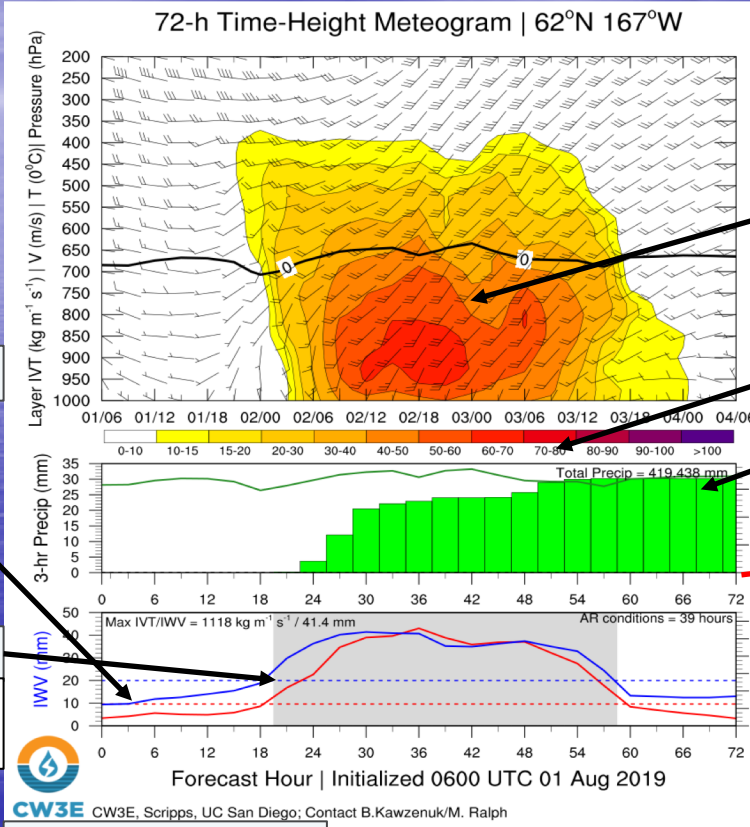 72-h Time-Height Meteogram | 62°N 167°W
Layer IVT (kg m⁻¹ s⁻¹) | V (m/s) | T (0°C)| Pressure (hPa)
200
250
300
350
400
450
500
550
600
650
700
750
800
850
900
950
1000
0
0
01/06 01/12 01/18 02/00 02/06 02/12 02/18 03/00 03/06 03/12 03/18 04/00 04/06
0-10 10-15 15-20 20-30 30-40 40-50 50-60 60-70 70-80 80-90 90-100 >100
3-hr Precip (mm)
35
30
25
20
15
10
5
0
Total Precip = 419.438 mm
0 6 12 18 24 30 36 42 48 54 60 66 72
IWV (mm)
50
40
30
20
10
0
Max IVT/IWV = 1118 kg m⁻¹ s⁻¹ / 41.4 mm
AR conditions = 39 hours
0 6 12 18 24 30 36 42 48 54 60 66 72
Forecast Hour | Initialized 0600 UTC 01 Aug 2019
CW3E
CW3E, Scripps, UC San Diego; Contact B.Kawzenuk/M. Ralph